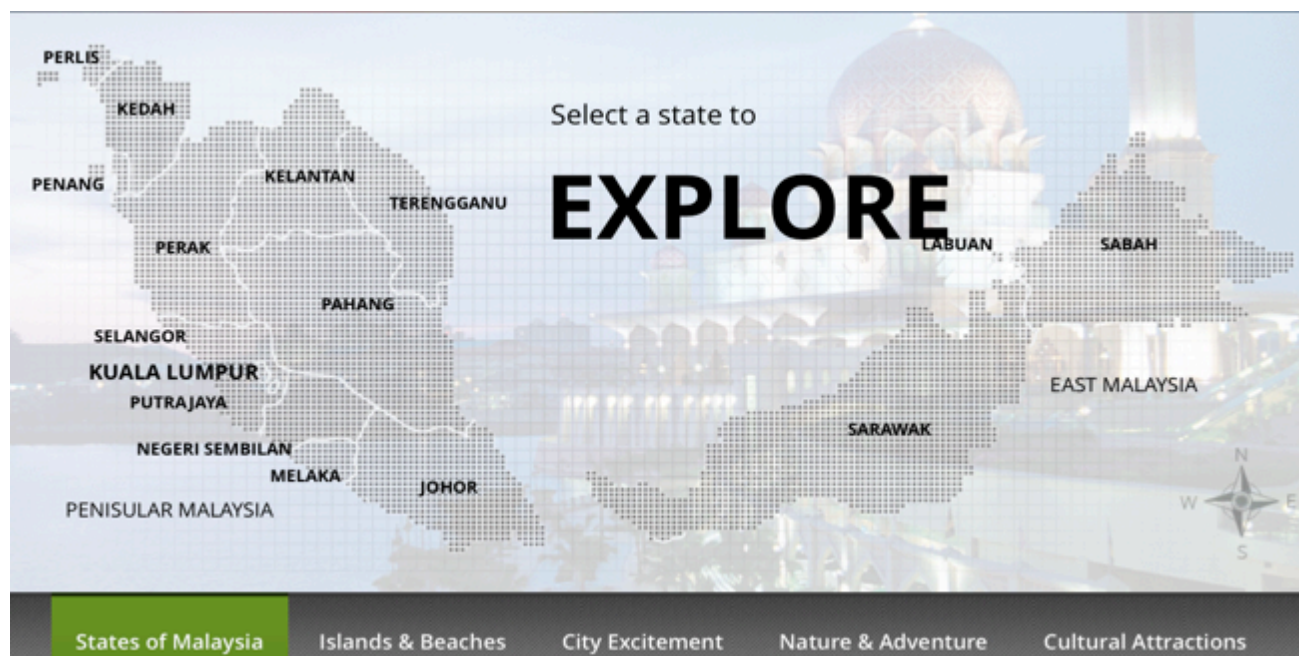 PERLIS
KEDAH
Select a state to
PENANG
KELANTAN
EXPLORE
TERENGGANU
PERAK
LABUAN
SABAH
PAHANG
SELANGOR
KUALA LUMPUR
EAST MALAYSIA
PUTRAJAYA
SARAWAK
NEGERI SEMBILAN
MELAKA
JOHOR
PENISULAR MALAYSIA
N
W
E
S
States of Malaysia
Islands & Beaches
City Excitement
Nature & Adventure
Cultural Attractions